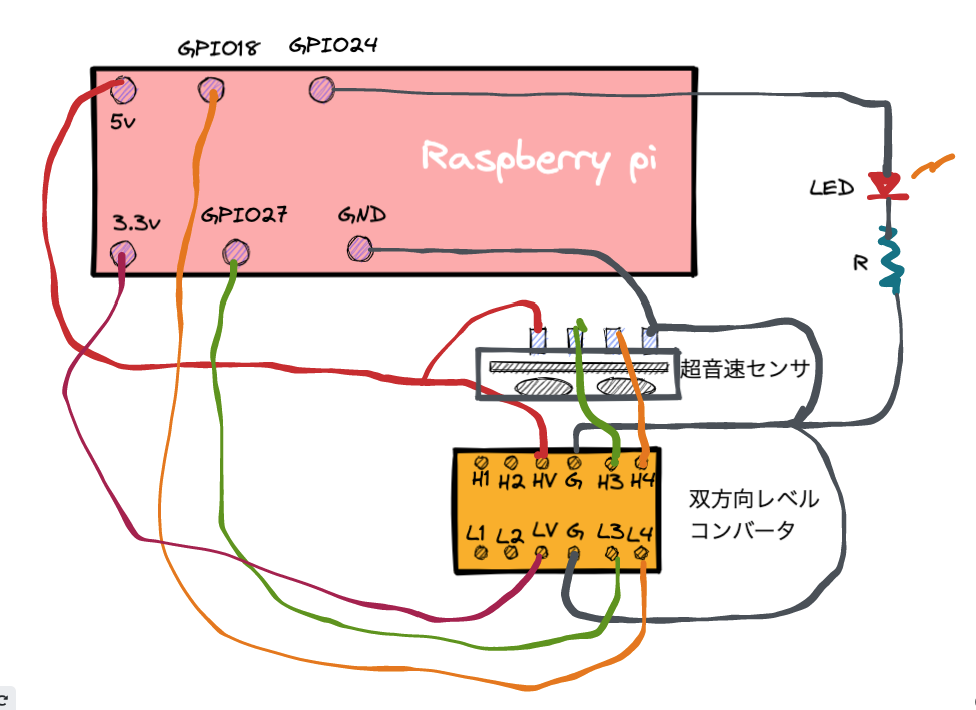 GPIO18 GPIO24
5v
Raspberry pi
3.3v GPIO27 GND
LED
R
超音速センサ
H1 H2 HV G H3 H4
双方向レベル
コンバータ
L1 L2 LV G L3 L4